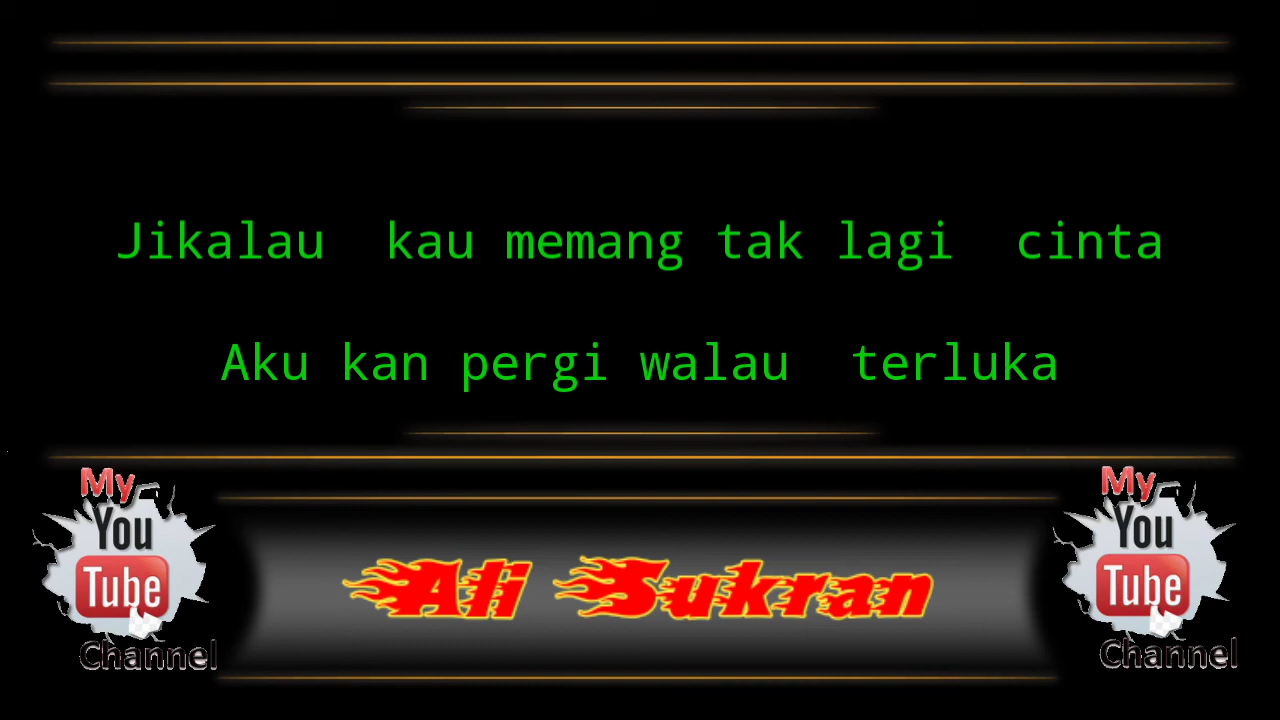 Jikalau kau memang tak lagi cinta
Aku kan pergi walau terluka
My
You
Tube
Channel
Ali Sukran
My
You
Tube
Channel